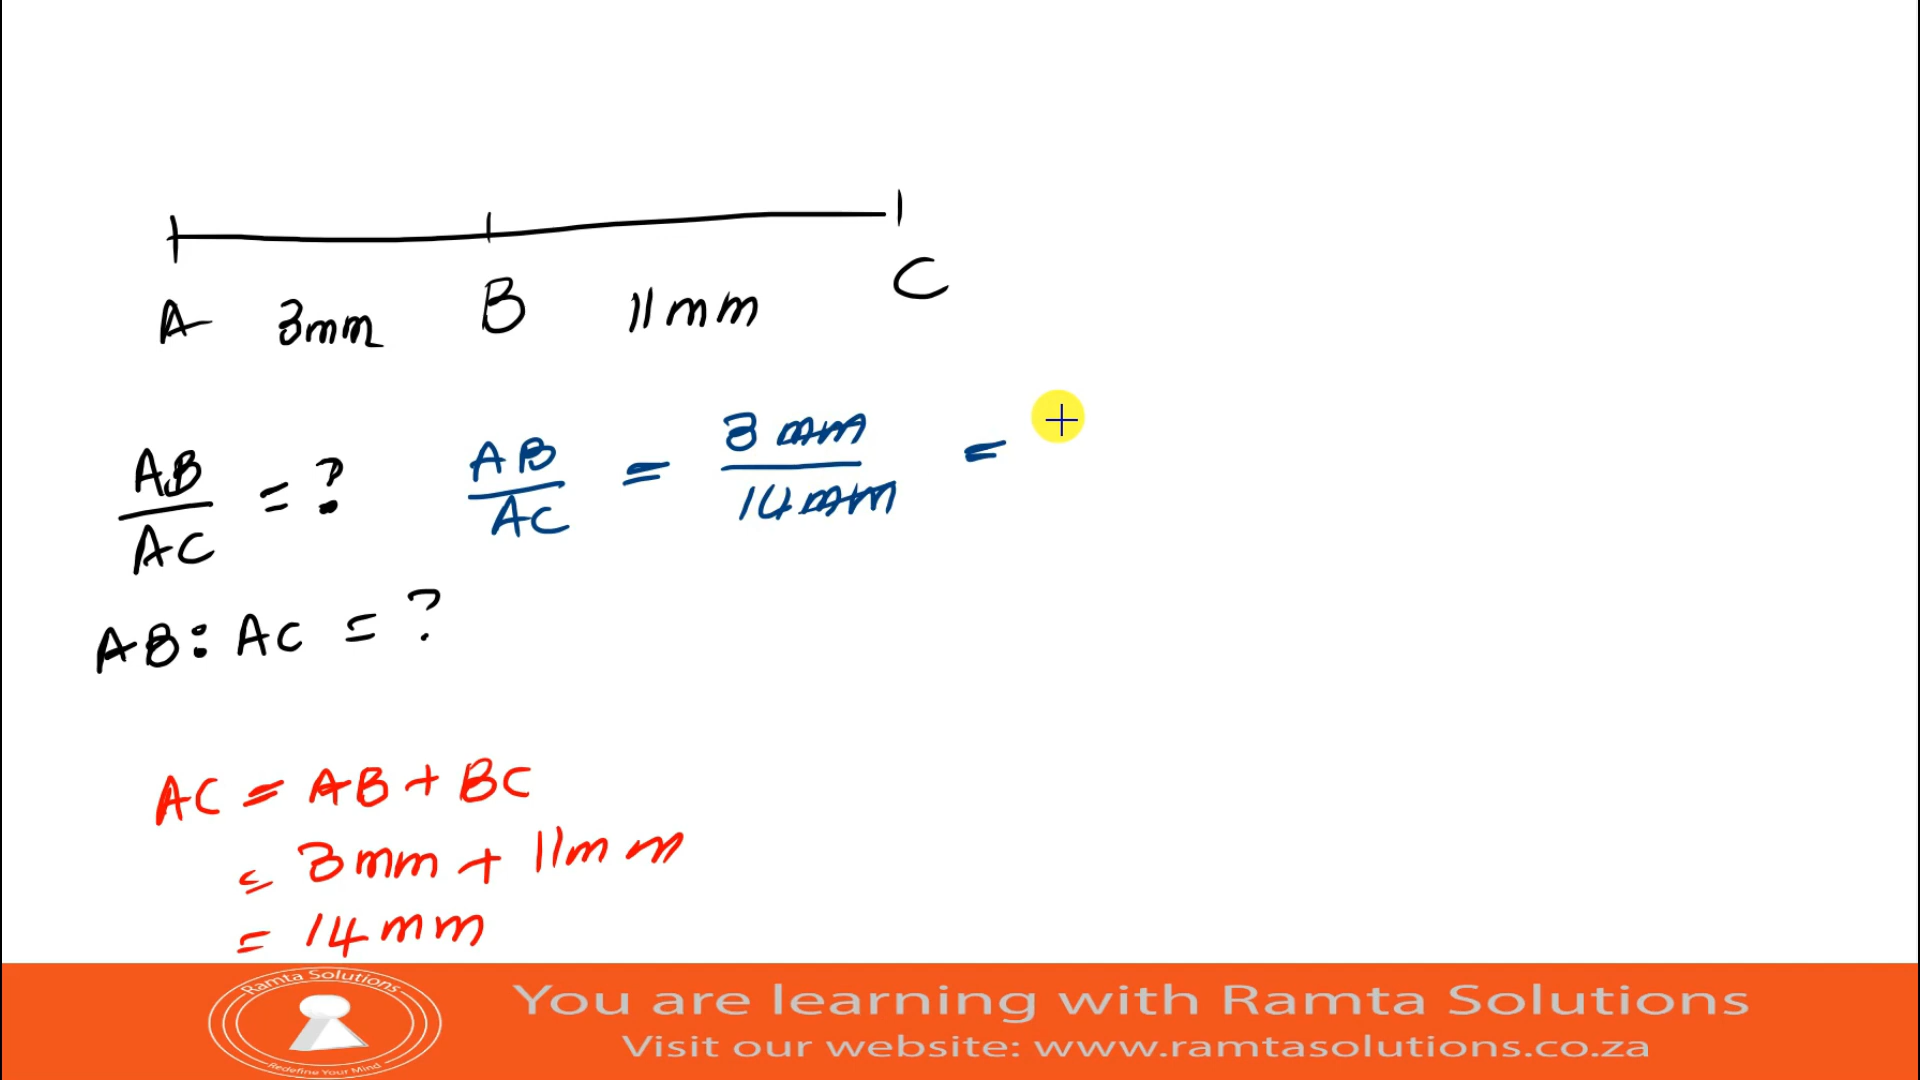 A 3mm B 11mm C
AB/AC = ? AB/AC = 3mm/14mm =
AB : AC = ?
AC = AB + BC
= 3mm + 11mm
= 14mm
Ramta Solutions
Redefine Your Mind
You are learning with Ramta Solutions
Visit our website: www.ramtasolutions.co.za